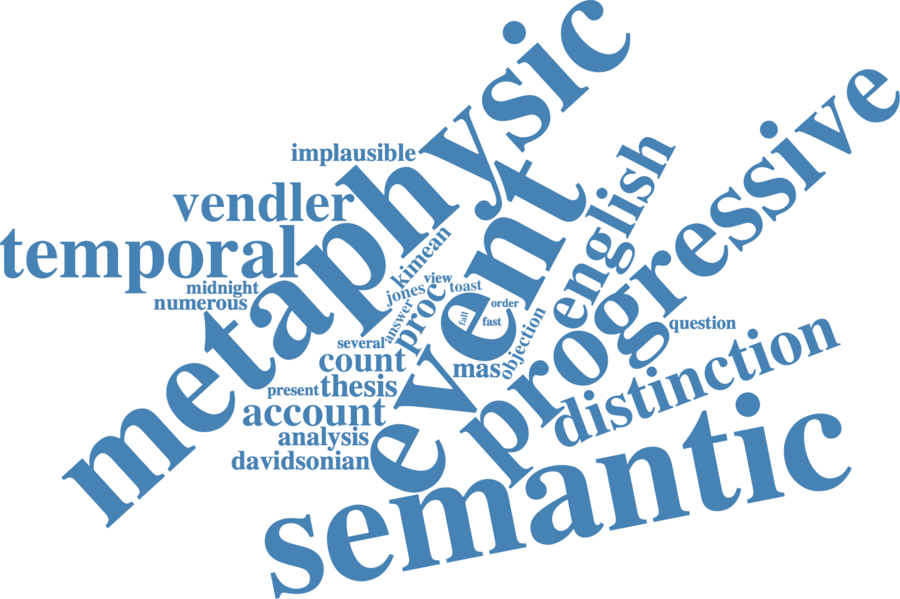 metaphysic
progressive
implausible
english
vendler
event
temporal
kimean
midnight
view
jones
toast
numerous
proc
order
answer
fall
fast
objection
question
several
count
mas
distinction
present
thesis
account
analysis
davidsonian
semantic